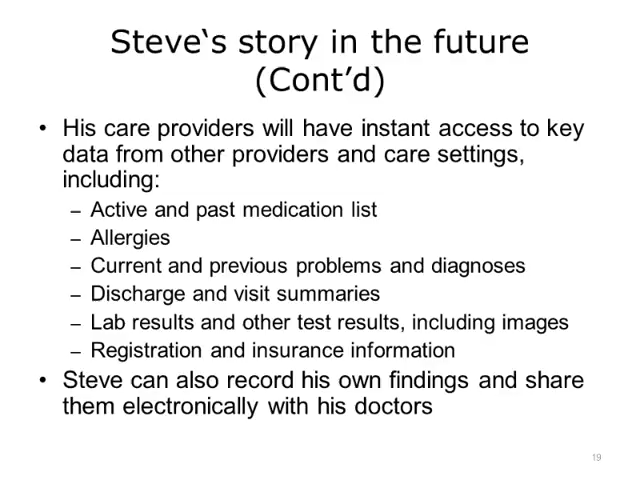 Steve‘s story in the future
(Cont’d)
• His care providers will have instant access to key
data from other providers and care settings,
including:
– Active and past medication list
– Allergies
– Current and previous problems and diagnoses
– Discharge and visit summaries
– Lab results and other test results, including images
– Registration and insurance information
• Steve can also record his own findings and share
them electronically with his doctors
19